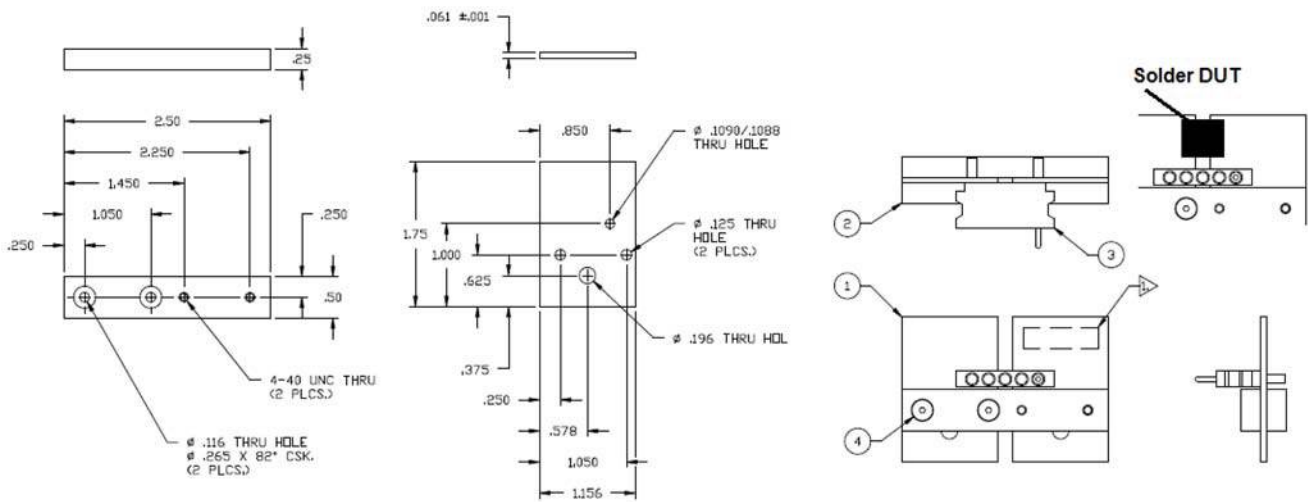 .25
2.50
2.250
1.450
1.050
.250
.250
.50
4-40 UNC THRU
(2 PLCS.)
ø .116 THRU HOLE
ø .265 X 82° CSK.
(2 PLCS.)
.061 ±.001
.850
ø .1090/.1088
THRU HOLE
ø .125 THRU
HOLE
(2 PLCS.)
1.75
1.000
.625
ø .196 THRU HOL
.375
.250
.578
1.050
1.156
Solder DUT
2
3
1
1
4